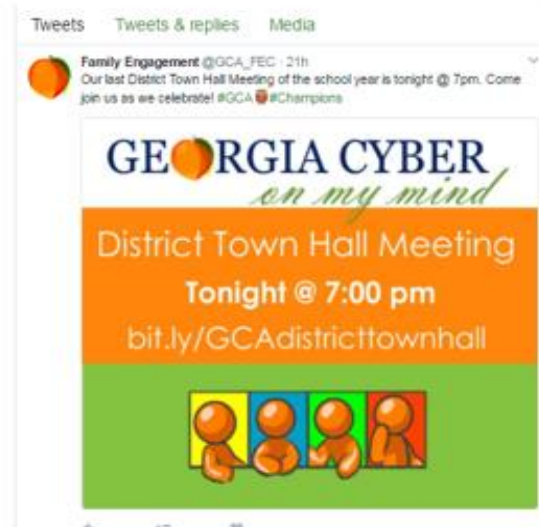 Tweets Tweets & replies Media
Family Engagement @GCA_FEC · 21h
Our last District Town Hall Meeting of the school year is tonight @ 7pm. Come
join us as we celebrate! #GCA #Champions
GEORGIA CYBER
on my mind
District Town Hall Meeting
Tonight @ 7:00 pm
bit.ly/GCAdistricttownhall